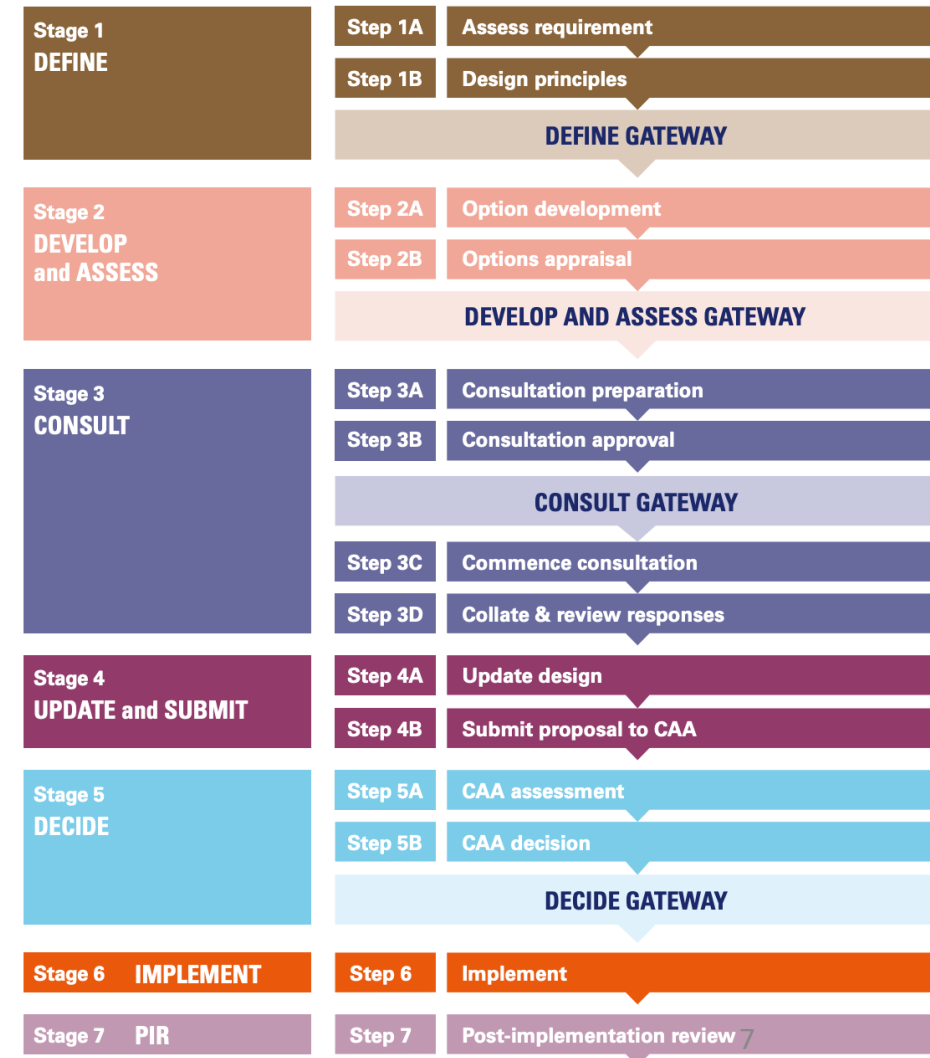 Stage 1
DEFINE
Step 1A Assess requirement
Step 1B Design principles
DEFINE GATEWAY
Stage 2
DEVELOP
and ASSESS
Step 2A Option development
Step 2B Options appraisal
DEVELOP AND ASSESS GATEWAY
Stage 3
CONSULT
Step 3A Consultation preparation
Step 3B Consultation approval
CONSULT GATEWAY
Step 3C Commence consultation
Step 3D Collate & review responses
Stage 4
UPDATE and SUBMIT
Step 4A Update design
Step 4B Submit proposal to CAA
Stage 5
DECIDE
Step 5A CAA assessment
Step 5B CAA decision
DECIDE GATEWAY
Stage 6 IMPLEMENT
Step 6 Implement
Stage 7 PIR
Step 7 Post-implementation review 7